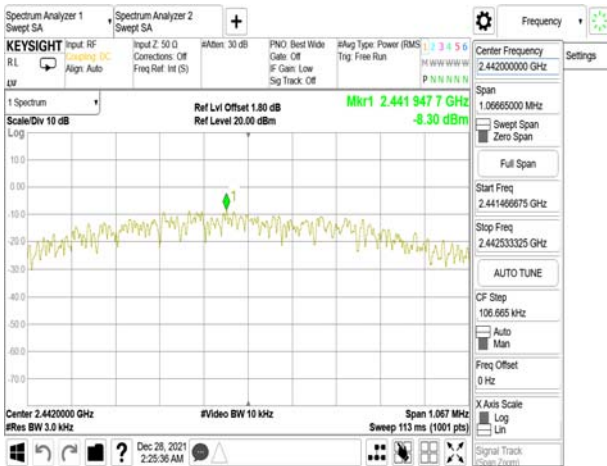 Spectrum Analyzer 1
Swept SA
Spectrum Analyzer 2
Swept SA
+
Frequency
KEYSIGHT
RL
Input: RF
Coupling: DC
Align: Auto
Input Z: 50 Ω
Corrections: Off
Freq Ref: Int (S)
#Atten: 30 dB
PNO: Best Wide
Gate: Off
IF Gain: Low
Sig Track: Off
#Avg Type: Power (RMS
Trig: Free Run
1 2 3 4 5 6
M W W W W W
P N N N N N
1 Spectrum
Scale/Div 10 dB
Log
Ref Lvl Offset 1.80 dB
Ref Level 20.00 dBm
Mkr1 2.441 947 7 GHz
-8.30 dBm
10.0
0.00
-10.0
-20.0
-30.0
-40.0
-50.0
-60.0
-70.0
1
Center 2.4420000 GHz
#Res BW 3.0 kHz
#Video BW 10 kHz
Span 1.067 MHz
Sweep 113 ms (1001 pts)
Dec 28, 2021
2:25:36 AM
?
Center Frequency
2.442000000 GHz
Settings
Span
1.06665000 MHz
Swept Span
Zero Span
Full Span
Start Freq
2.441466675 GHz
Stop Freq
2.442533325 GHz
AUTO TUNE
CF Step
106.665 kHz
Auto
Man
Freq Offset
0 Hz
X Axis Scale
Log
Lin
Signal Track
(Span Zoom)